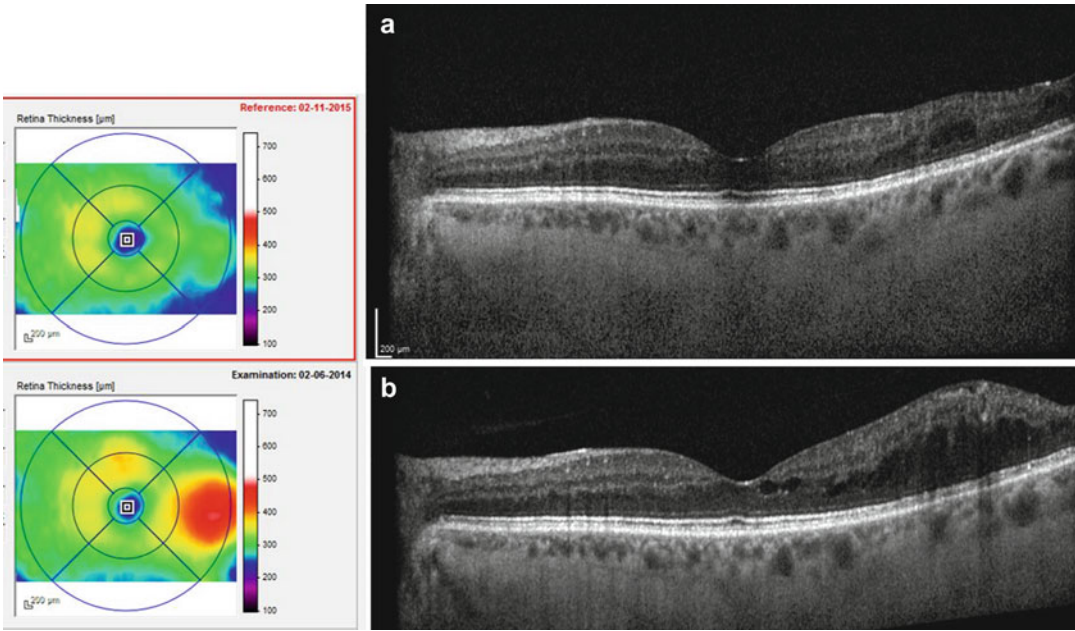 a
Reference: 02-11-2015
Retina Thickness [µm]
700
600
500
400
300
200
100
200 µm
200 µm
b
Examination: 02-06-2014
Retina Thickness [µm]
700
600
500
400
300
200
100
200 µm